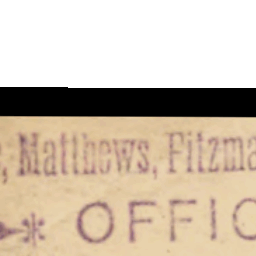 , Matthews, Fitzma
* OFFIC